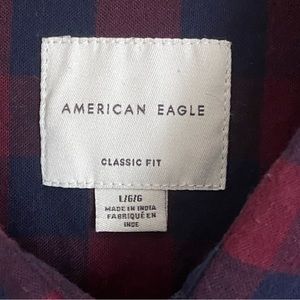 AMERICAN EAGLE
CLASSIC FIT
L/G/G
MADE IN INDIA
FABRIQUÉ EN
INDE